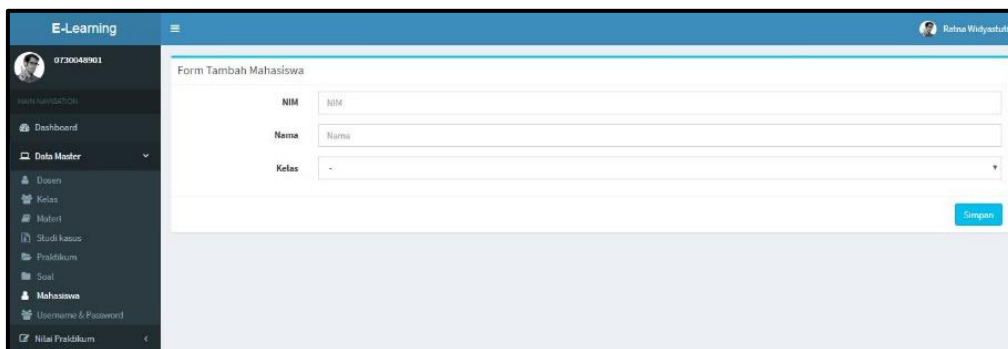 E-Learning
Ratna Widyastuti
0730048901
MAIN NAVIGATION
Dashboard
Data Master
Dosen
Kelas
Materi
Studi kasus
Praktikum
Soal
Mahasiswa
Username & Password
Nilai Praktikum
Form Tambah Mahasiswa
NIM
NIM
Nama
Nama
Kelas
-
Simpan